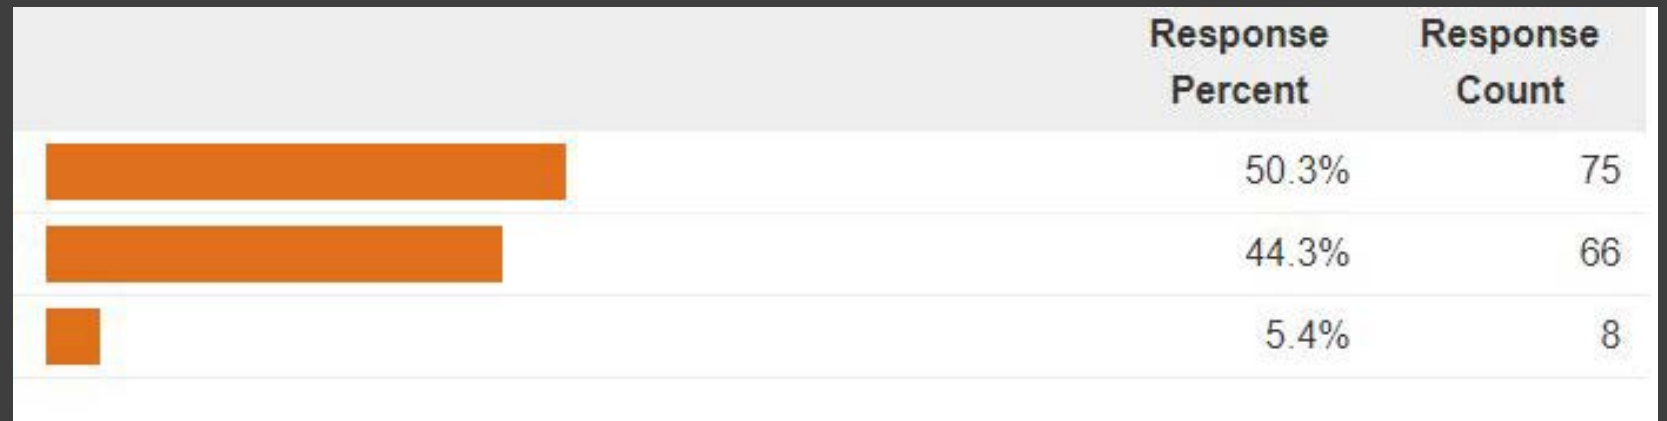 Response Response
Percent Count
50.3% 75
44.3% 66
5.4% 8